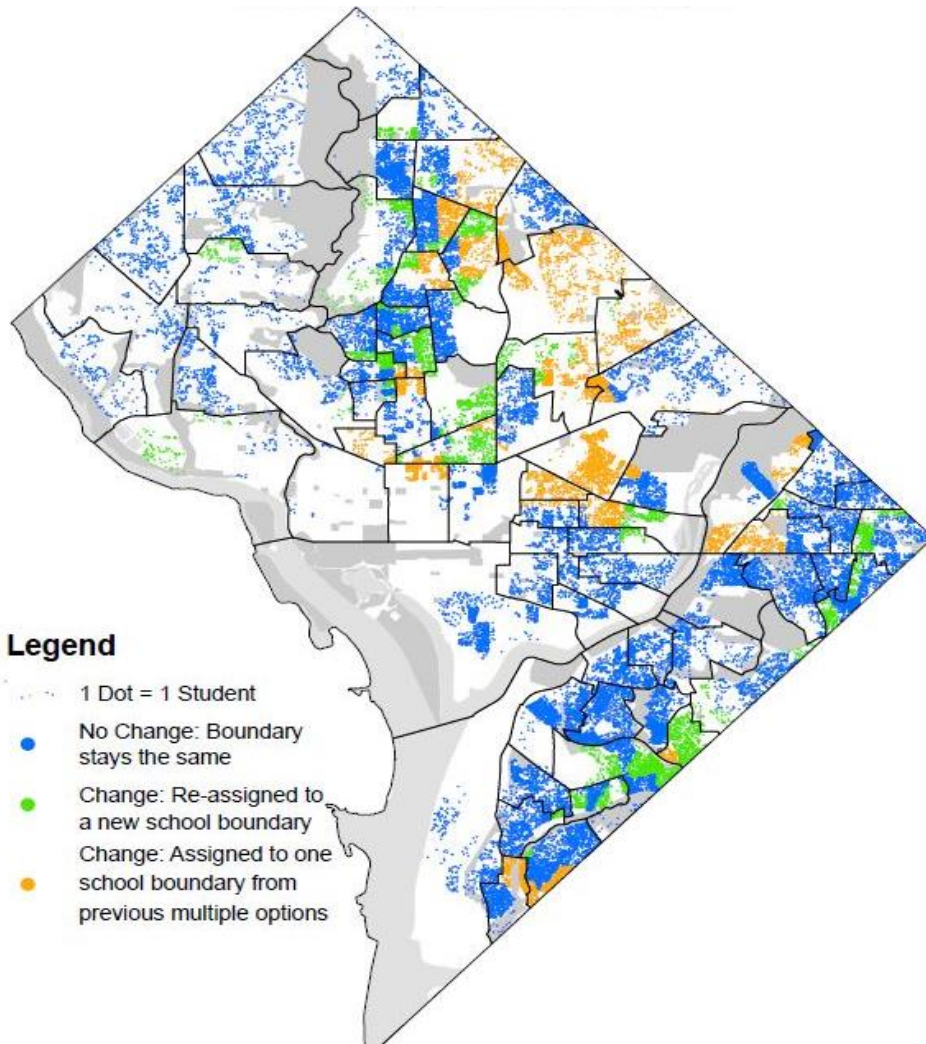 Legend
1 Dot = 1 Student
No Change: Boundary
stays the same
Change: Re-assigned to
a new school boundary
Change: Assigned to one
school boundary from
previous multiple options